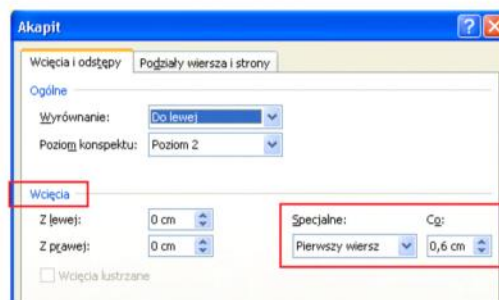 Akapit
Wcięcia i odstępy Podziały wiersza i strony
Ogólne
Wyrównanie: Do lewej
Poziom konspektu: Poziom 2
Wcięcia
Z lewej: 0 cm Specjalne: Co:
Z prawej: 0 cm Pierwszy wiersz 0,6 cm
Wcięcia lustrzane